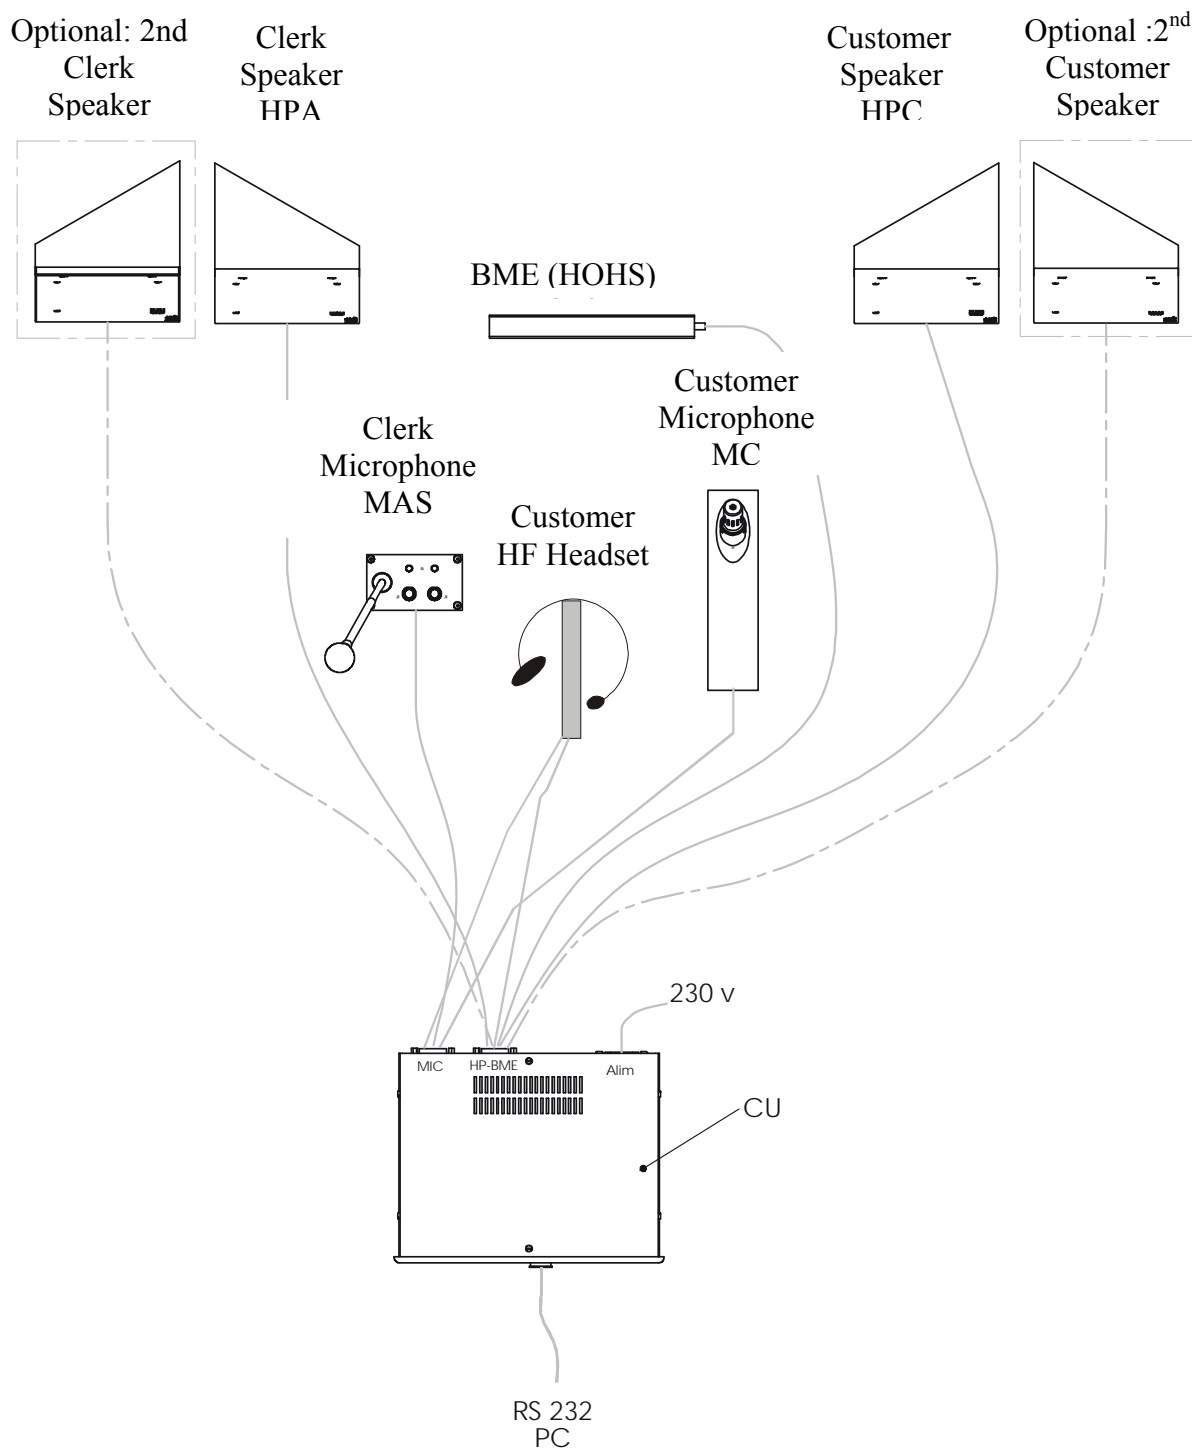 Optional: 2nd
Clerk
Speaker
Clerk
Speaker
HPA
Customer
Speaker
HPC
Optional :2nd
Customer
Speaker
BME (HOHS)
Customer
Microphone
MC
Clerk
Microphone
MAS
Customer
HF Headset
230 v
MIC
HP-BME
Alim
CU
RS 232
PC